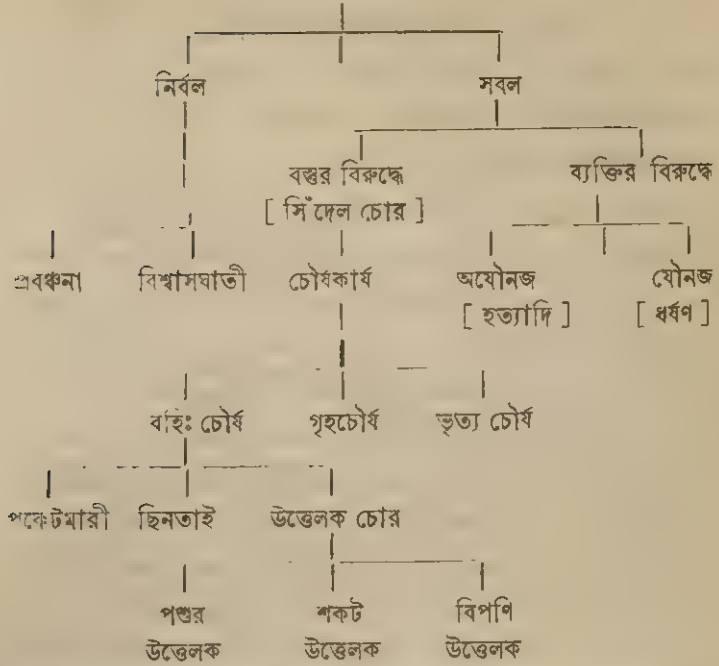 নির্বল সবল
বস্তুর বিরুদ্ধে ব্যক্তির বিরুদ্ধে
[ সিঁদেল চোর ]
প্রবঞ্চনা বিশ্বাসঘাতী চৌর্যকার্য অযৌনজ যৌনজ
[ হত্যাদি ] [ ধর্ষণ ]
বহিঃ চৌর্য গৃহচৌর্য ভৃত্য চৌর্য
পকেটমারী ছিনতাই উত্তেলক চোর
পশুর শকট বিপণি
উত্তেলক উত্তেলক উত্তেলক